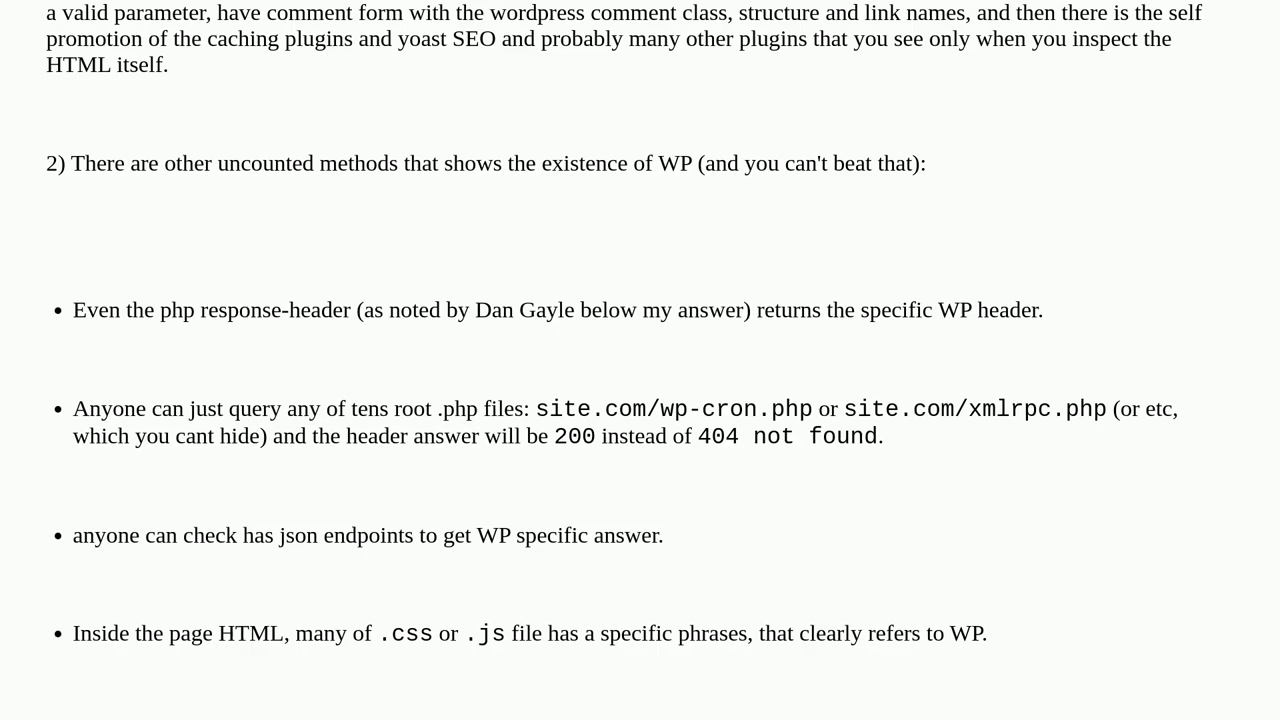 a valid parameter, have comment form with the wordpress comment class, structure and link names, and then there is the self
promotion of the caching plugins and yoast SEO and probably many other plugins that you see only when you inspect the
HTML itself.
2) There are other uncounted methods that shows the existence of WP (and you can't beat that):
• Even the php response-header (as noted by Dan Gayle below my answer) returns the specific WP header.
• Anyone can just query any of tens root .php files: site.com/wp-cron.php or site.com/xmlrpc.php (or etc,
which you cant hide) and the header answer will be 200 instead of 404 not found.
• anyone can check has json endpoints to get WP specific answer.
• Inside the page HTML, many of .css or .js file has a specific phrases, that clearly refers to WP.